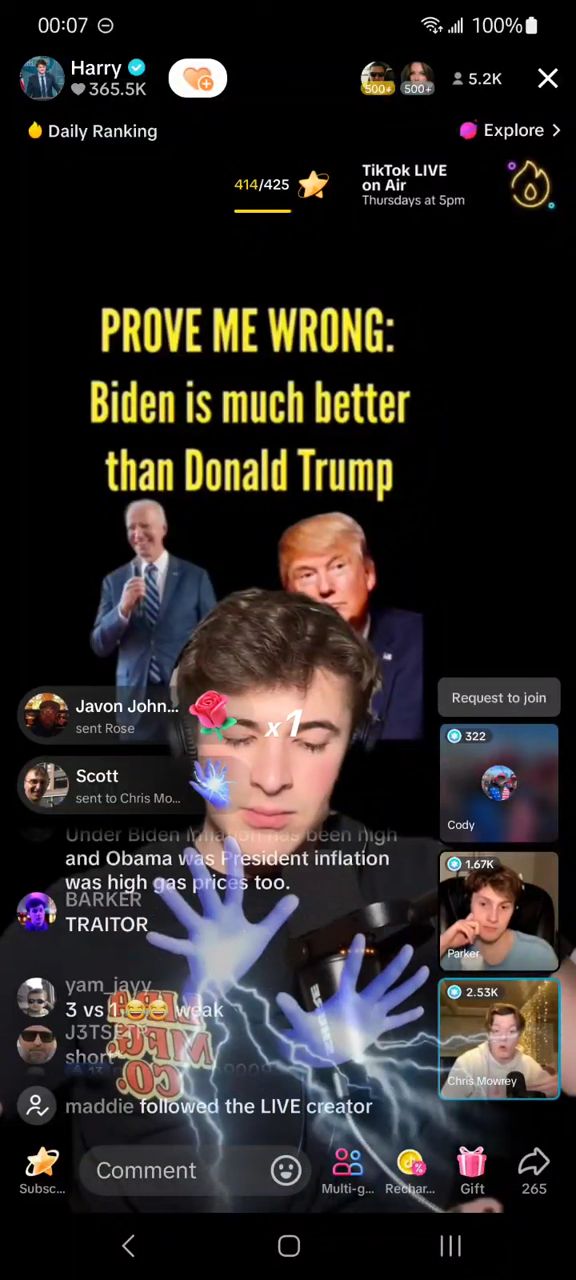 00:07
100%
Harry
365.5K
500+
500+
5.2K
Daily Ranking
Explore >
414/425
TikTok LIVE
on Air
Thursdays at 5pm
PROVE ME WRONG:
Biden is much better
than Donald Trump
Request to join
Javon John...
sent Rose
x1
322
Cody
Scott
sent to Chris Mo...
Under Biden Inflation has been high
and Obama was President inflation
was high gas prices too.
1.67K
Parker
BARKER
TRAITOR
yam_jayy
3 vs 1😂😂 weak
2.53K
Chris Mowrey
short
maddie followed the LIVE creator
Subsc...
Comment
Multi-g...
Rechar...
Gift
265